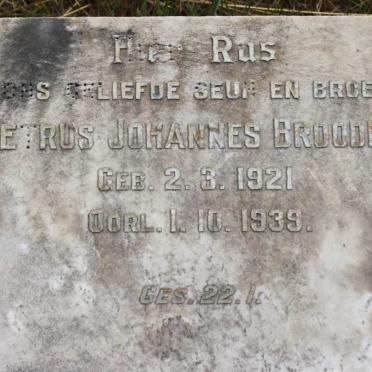 Hier Rus
ONS GELIEFDE SEUN EN BROE
ETRUS JOHANNES BROOD
GEB. 2. 3. 1921
OORL. 1. 10. 1939.
GES. 22. 1.